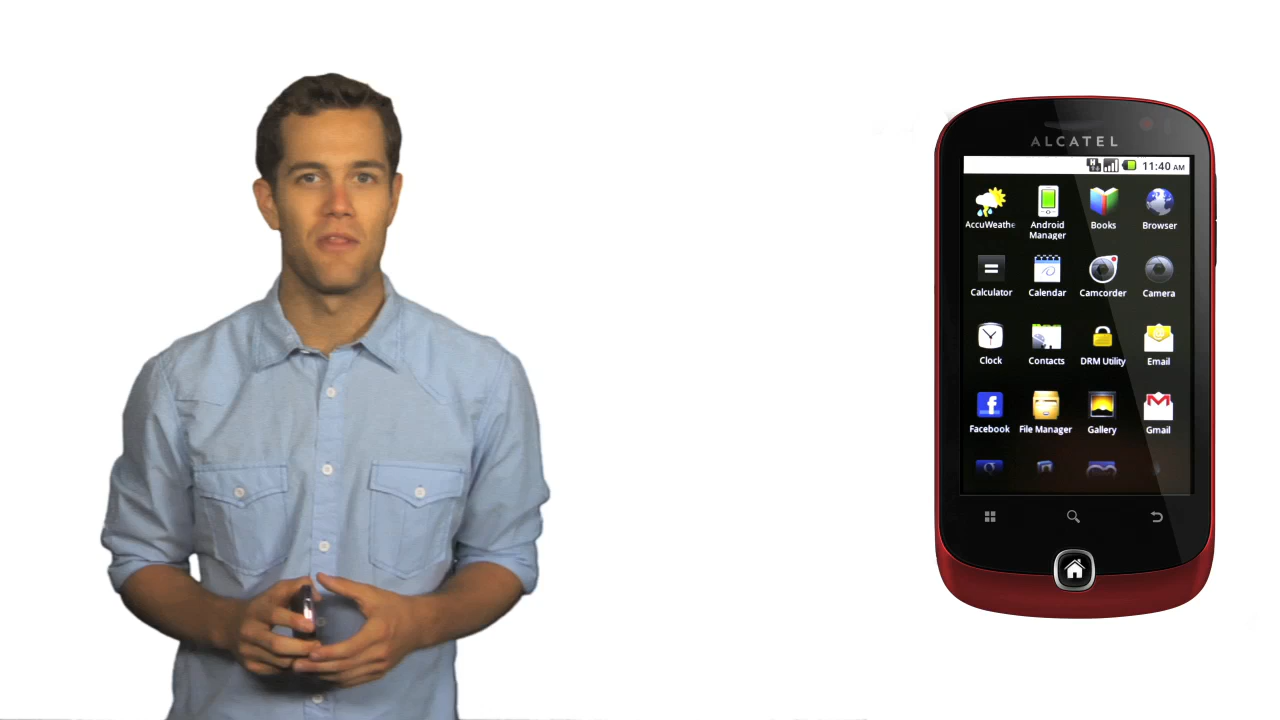 ALCATEL
11:40 AM
AccuWeathe
Android Manager
Books
Browser
Calculator
Calendar
Camcorder
Camera
Clock
Contacts
DRM Utility
Email
Facebook
File Manager
Gallery
Gmail